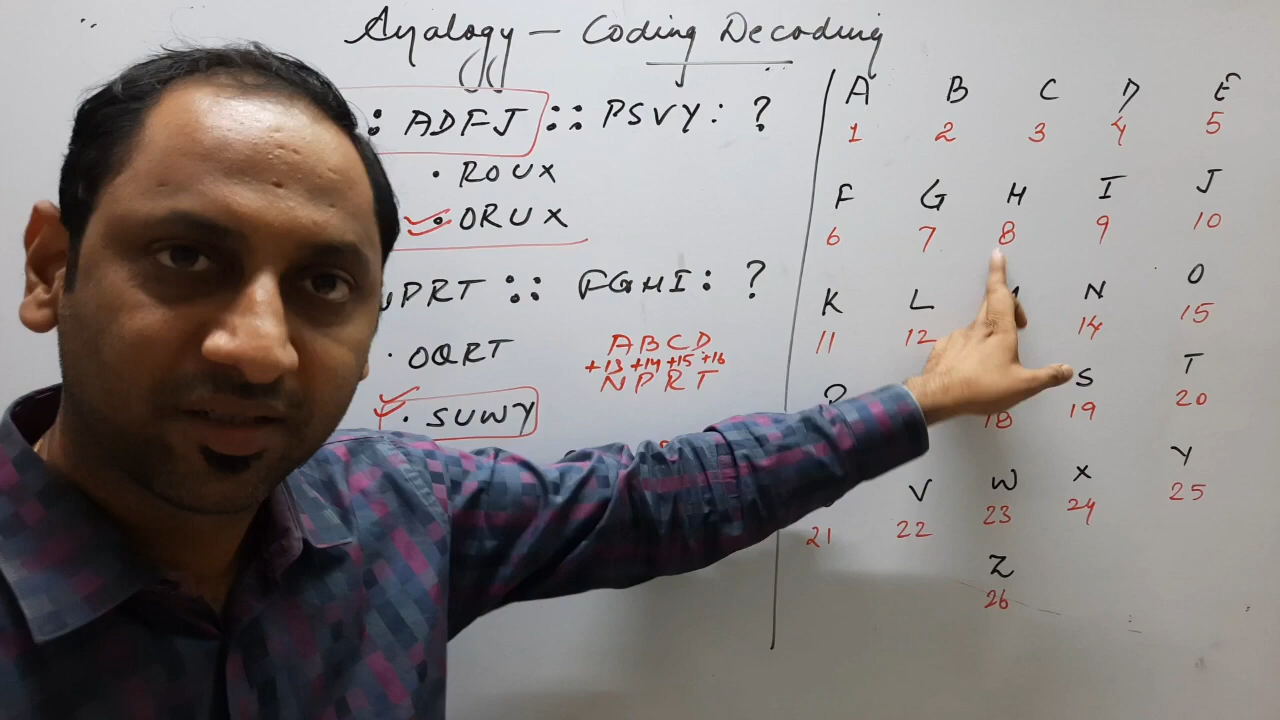 Analogy - Coding Decoding
: ADFJ :: PSVY : ?
· ROUX
· ORUX
PRT :: FGHI : ?
· OQRT
A B C D
+13 +14 +15 +16
N P R T
· SUWY
A B C D E
1 2 3 4 5
F G H I J
6 7 8 9 10
K L N O
11 12 14 15
S T
18 19 20
V W X Y
21 22 23 24 25
Z
26